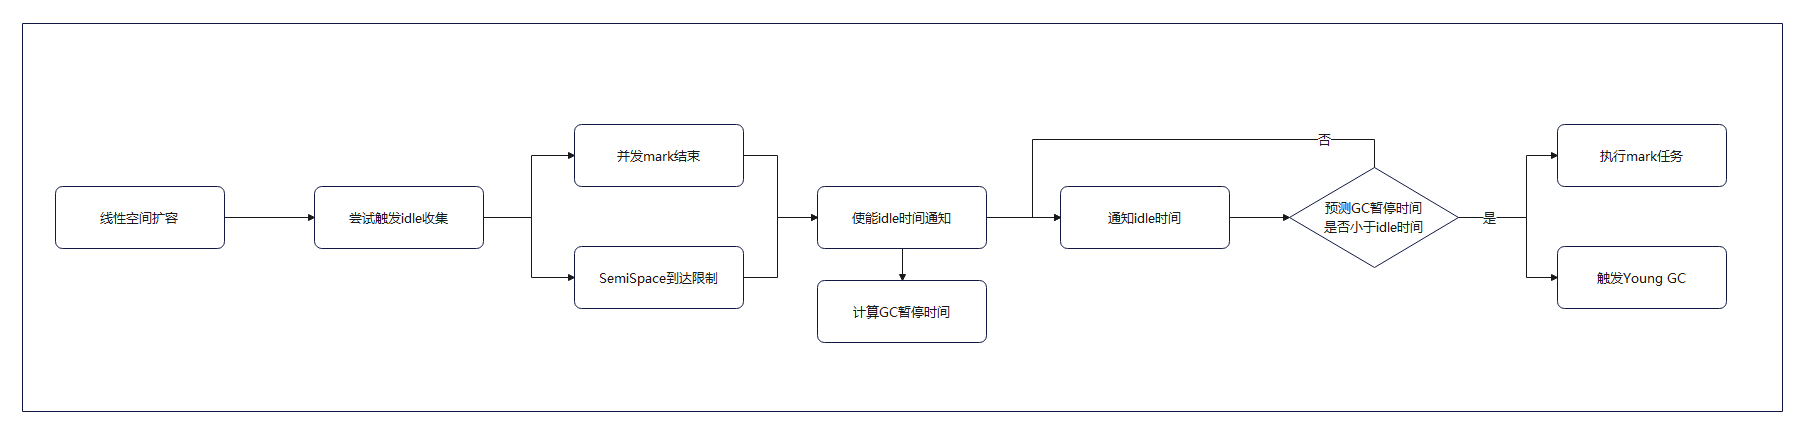 线性空间扩容
尝试触发idle收集
并发mark结束
SemiSpace到达限制
使能idle时间通知
计算GC暂停时间
通知idle时间
否
预测GC暂停时间
是否小于idle时间
是
执行mark任务
触发Young GC